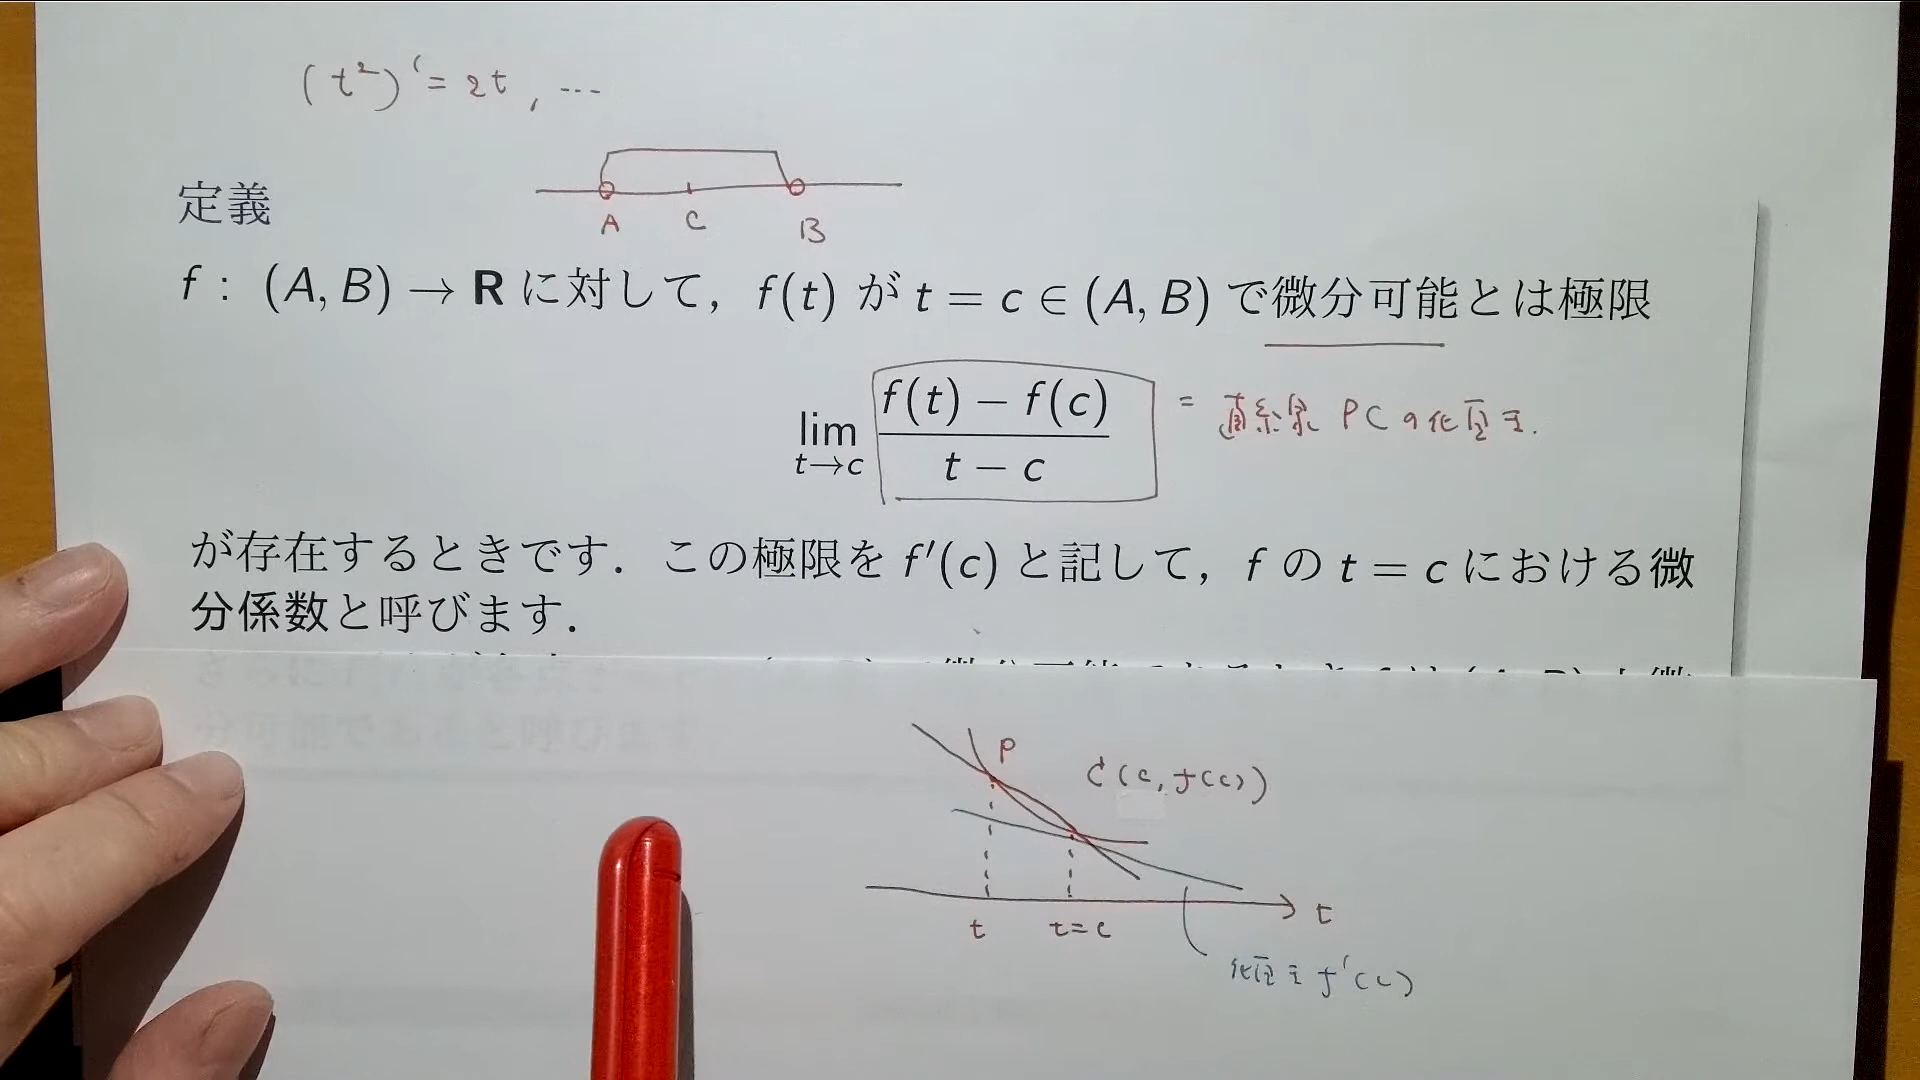 (t²)' = 2t, ...
A C B
定義
f : (A, B) → R に対して，f(t) が t = c ∈ (A, B) で微分可能とは極限
lim t→c f(t) − f(c) / t − c = 直線 PC の傾き.
が存在するときです．この極限を f′(c) と記して，f の t = c における微
分係数と呼びます．
P
C(c, f(c))
t
t t=c
傾き f'(c)